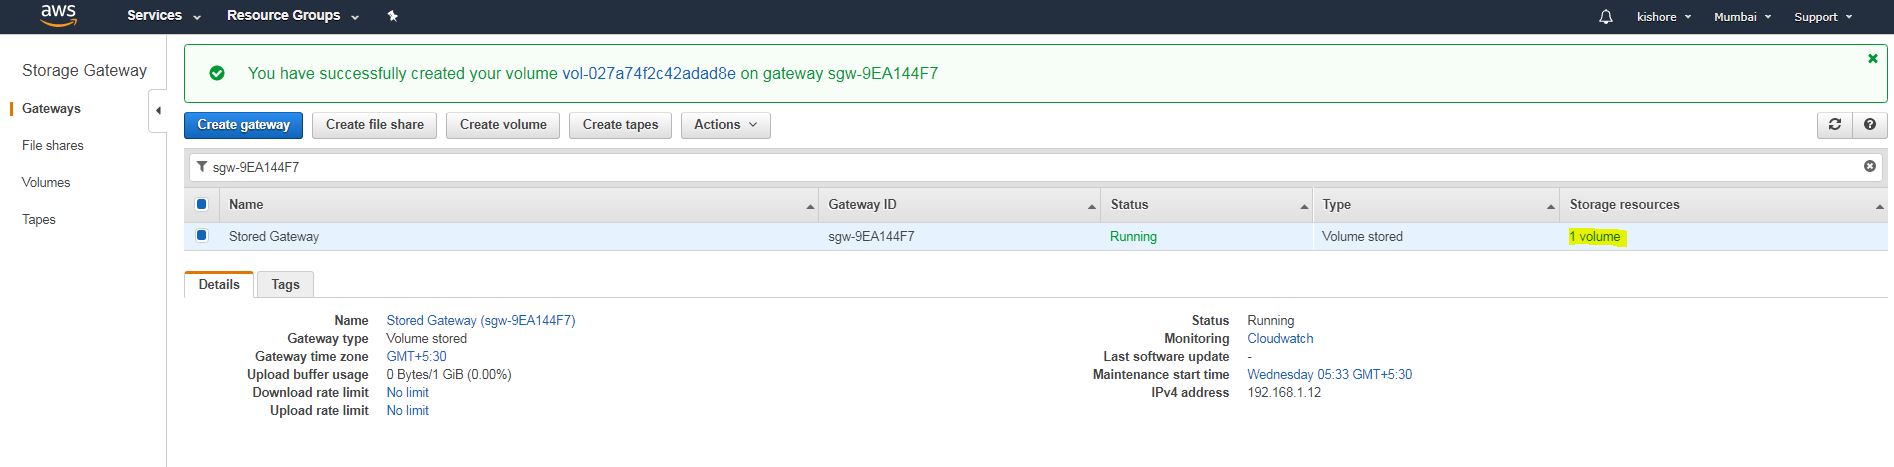 aws Services Resource Groups kishore Mumbai Support
Storage Gateway
Gateways
File shares
Volumes
Tapes
You have successfully created your volume vol-027a74f2c42adad8e on gateway sgw-9EA144F7
Create gateway Create file share Create volume Create tapes Actions
sgw-9EA144F7
Name Gateway ID Status Type Storage resources
Stored Gateway sgw-9EA144F7 Running Volume stored 1 volume
Details Tags
Name Stored Gateway (sgw-9EA144F7)
Gateway type Volume stored
Gateway time zone GMT+5:30
Upload buffer usage 0 Bytes/1 GiB (0.00%)
Download rate limit No limit
Upload rate limit No limit
Status Running
Monitoring Cloudwatch
Last software update -
Maintenance start time Wednesday 05:33 GMT+5:30
IPv4 address 192.168.1.12